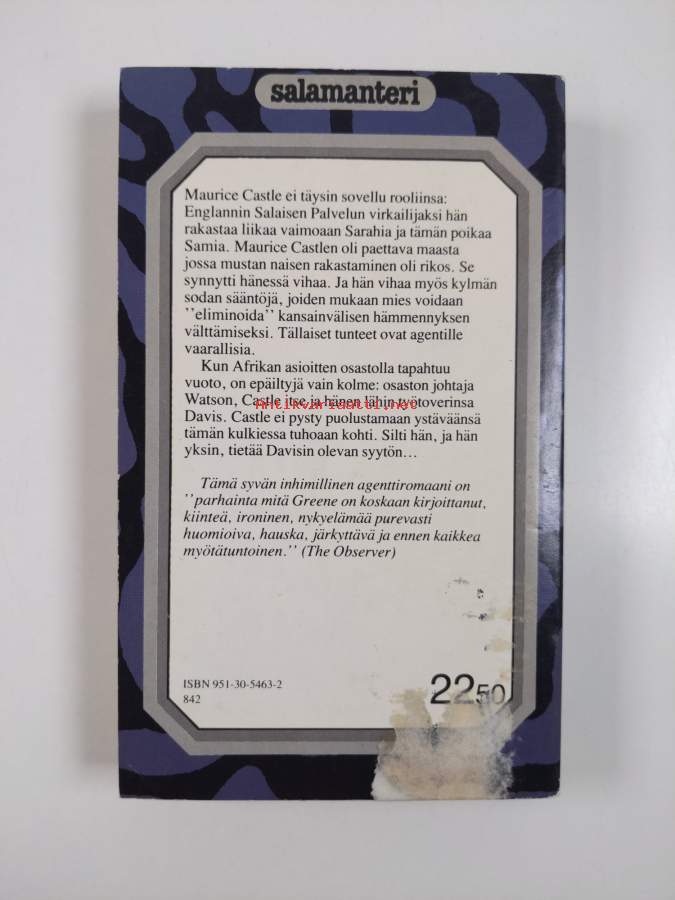 salamanteri
Maurice Castle ei täysin sovellu rooliinsa:
Englannin Salaisen Palvelun virkailijaksi hän
rakastaa liikaa vaimoaan Sarahia ja tämän poikaa
Samia. Maurice Castlen oli paettava maasta
jossa mustan naisen rakastaminen oli rikos. Se
synnytti hänessä vihaa. Ja hän vihaa myös kylmän
sodan sääntöjä, joiden mukaan mies voidaan
''eliminoida'' kansainvälisen hämmennyksen
välttämiseksi. Tällaiset tunteet ovat agentille
vaarallisia.
Kun Afrikan asioitten osastolla tapahtuu
vuoto, on epäiltyjä vain kolme: osaston johtaja
Watson, Castle itse ja hänen lähin työtoverinsa
Antikvariaatti.net
Davis. Castle ei pysty puolustamaan ystäväänsä
tämän kulkiessa tuhoaan kohti. Silti hän, ja hän
yksin, tietää Davisin olevan syytön...
Tämä syvän inhimillinen agenttiromaani on
''parhainta mitä Greene on koskaan kirjoittanut,
kiinteä, ironinen, nykyelämää purevasti
huomioiva, hauska, järkyttävä ja ennen kaikkea
myötätuntoinen.'' (The Observer)
ISBN 951-30-5463-2
842
2250